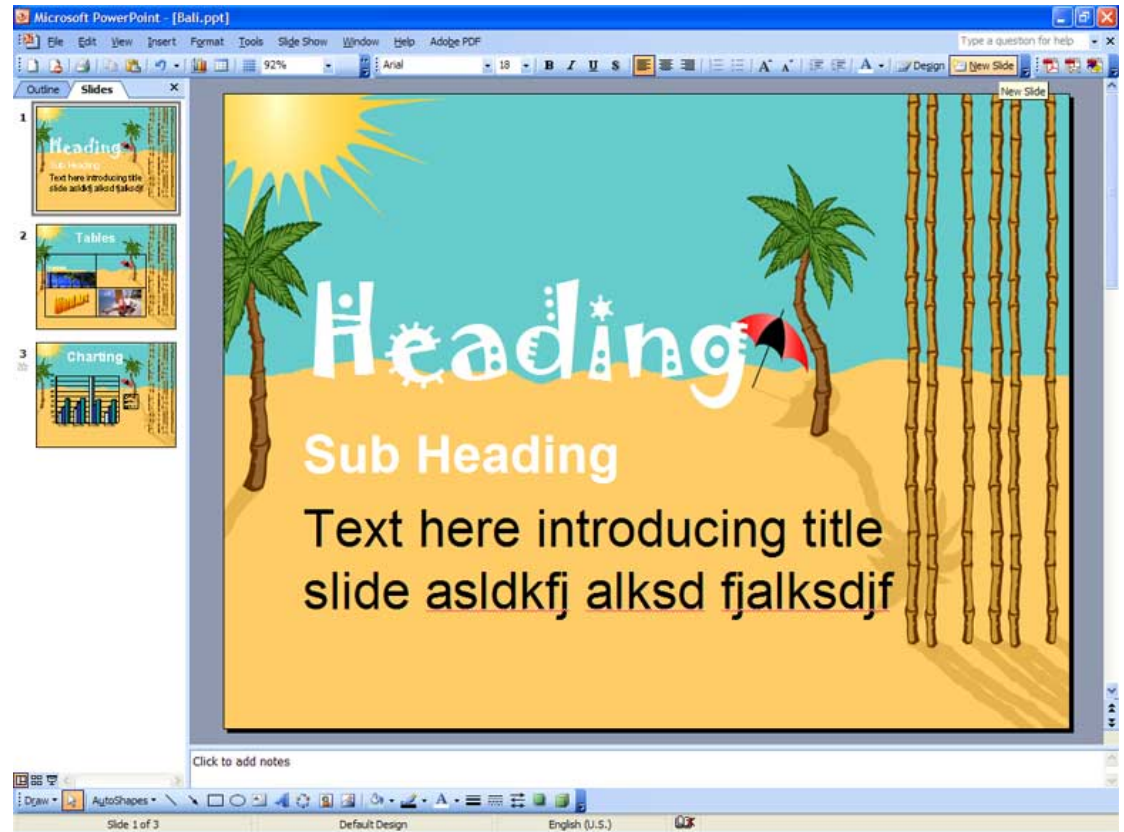 Microsoft PowerPoint - [Bali.ppt]
File Edit View Insert Format Tools Slide Show Window Help Adobe PDF
Type a question for help
92%
Arial
18
B I U S
Design
New Slide
Outline
Slides
New Slide
1
Heading
Sub Heading
Text here introducing title
slide asldkfj alksd fjalksdjf
2
Tables
3
Charting
Heading
Sub Heading
Text here introducing title
slide asldkfj alksd fjalksdjf
Click to add notes
Draw
AutoShapes
Slide 1 of 3
Default Design
English (U.S.)